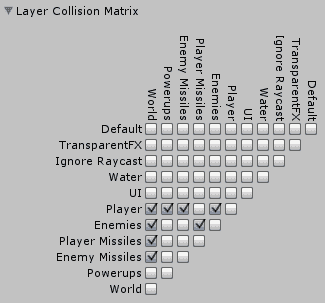 Layer Collision Matrix
World
Powerups
Enemy Missiles
Player Missiles
Enemies
Player
UI
Water
Ignore Raycast
TransparentFX
Default
Default
TransparentFX
Ignore Raycast
Water
UI
Player
Enemies
Player Missiles
Enemy Missiles
Powerups
World